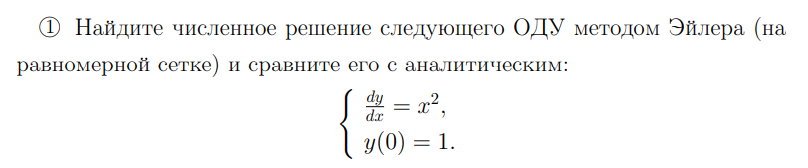 ① Найдите численное решение следующего ОДУ методом Эйлера (на
равномерной сетке) и сравните его с аналитическим:
dy/dx = x²,
y(0) = 1.